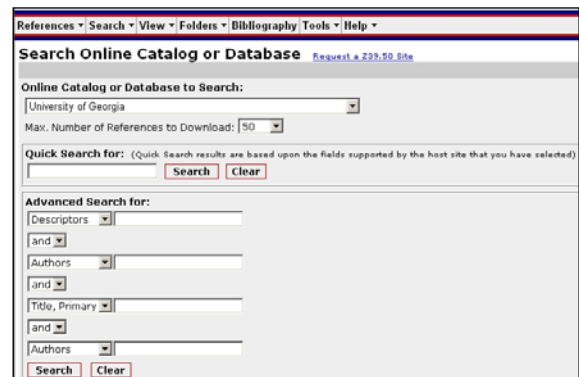 References Search View Folders Bibliography Tools Help
Search Online Catalog or Database Request a Z39.50 Site
Online Catalog or Database to Search:
University of Georgia
Max. Number of References to Download: 50
Quick Search for: (Quick Search results are based upon the fields supported by the host site that you have selected)
Search Clear
Advanced Search for:
Descriptors
and
Authors
and
Title, Primary
and
Authors
Search Clear